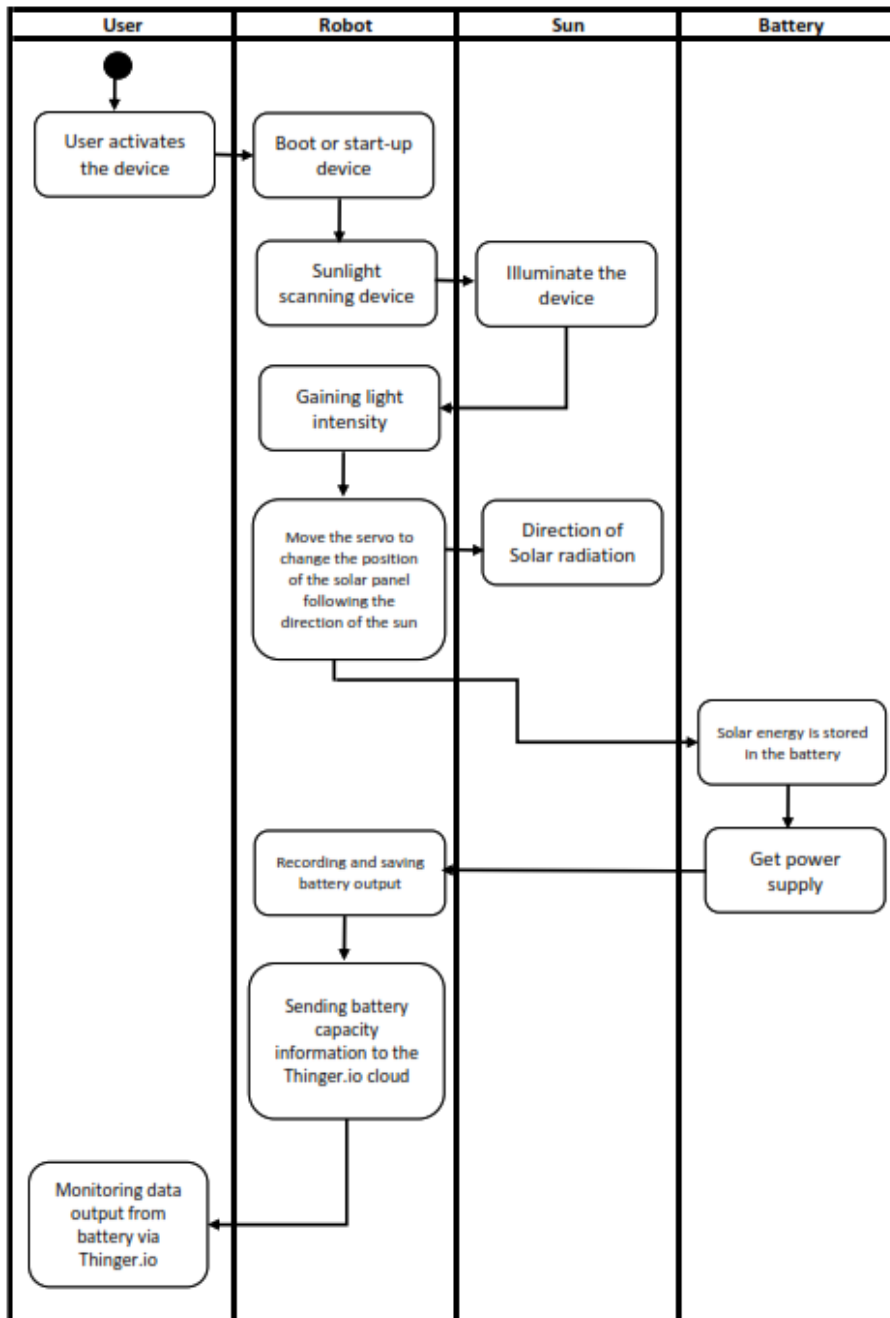 User
Robot
Sun
Battery
User activates
the device
Boot or start-up
device
Sunlight
scanning device
Illuminate the
device
Gaining light
intensity
Move the servo to
change the position
of the solar panel
following the
direction of the sun
Direction of
Solar radiation
Solar energy is stored
in the battery
Get power
supply
Recording and saving
battery output
Sending battery
capacity
information to the
Thinger.io cloud
Monitoring data
output from
battery via
Thinger.io